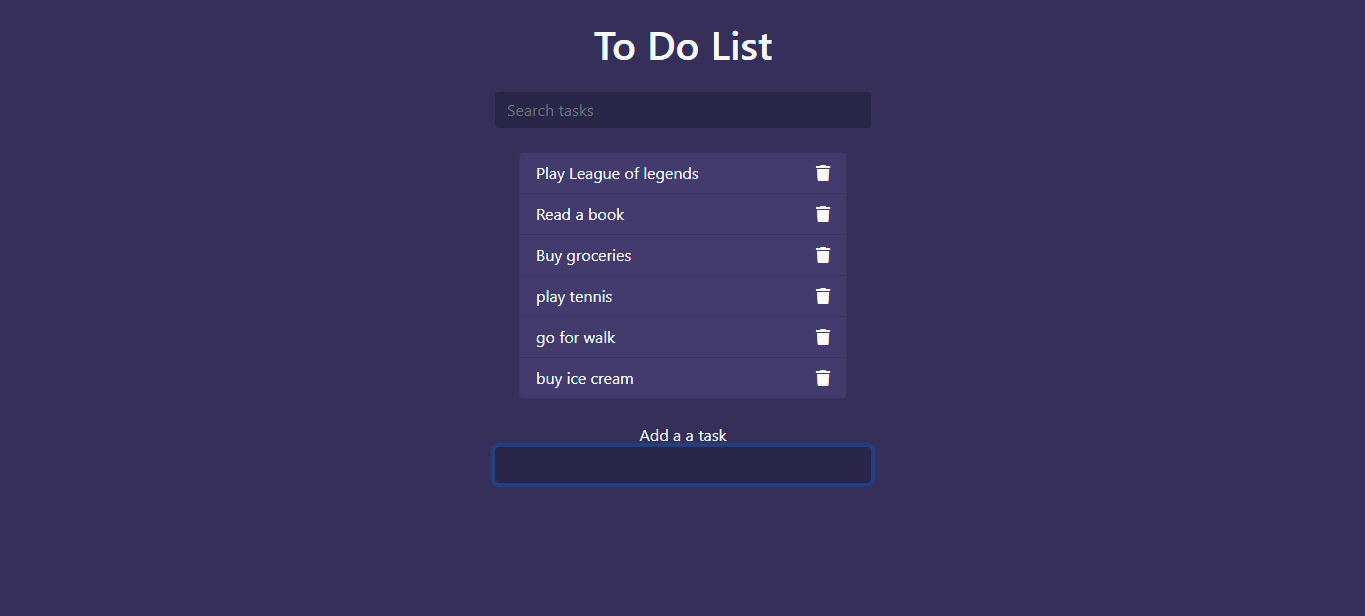 To Do List
Search tasks
Play League of legends
Read a book
Buy groceries
play tennis
go for walk
buy ice cream
Add a a task